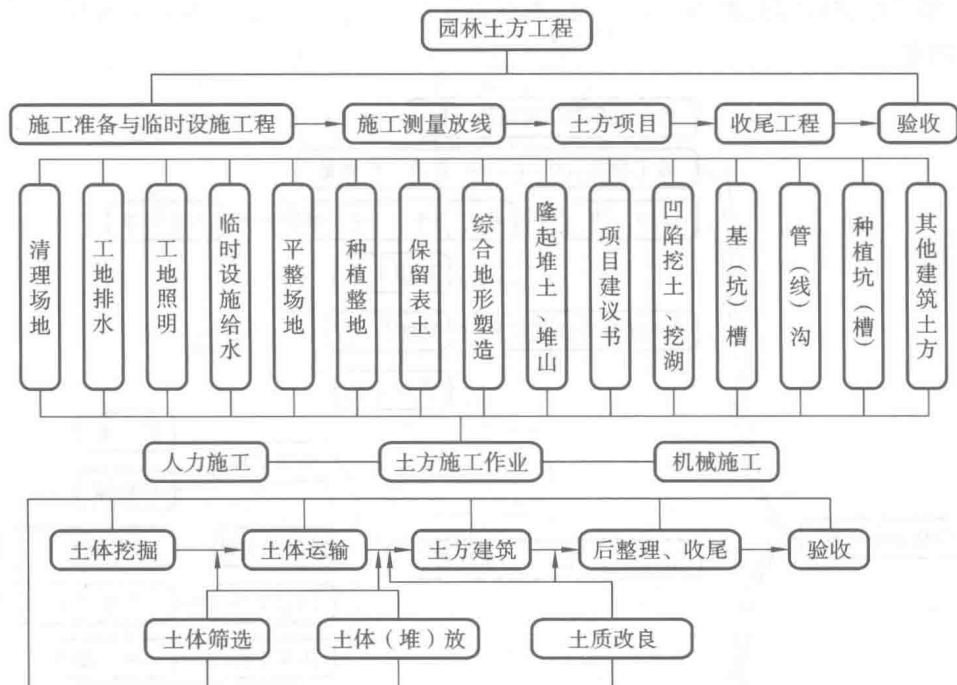 园林土方工程
施工准备与临时设施工程
施工测量放线
土方项目
收尾工程
验收
清理场地
工地排水
工地照明
临时设施给水
平整场地
种植整地
保留表土
综合地形塑造
隆起堆土、堆山
项目建议书
凹陷挖土、挖湖
基（坑）槽
管（线）沟
种植坑（槽）
其他建筑土方
人力施工
土方施工作业
机械施工
土体挖掘
土体运输
土方建筑
后整理、收尾
验收
土体筛选
土体（堆）放
土质改良